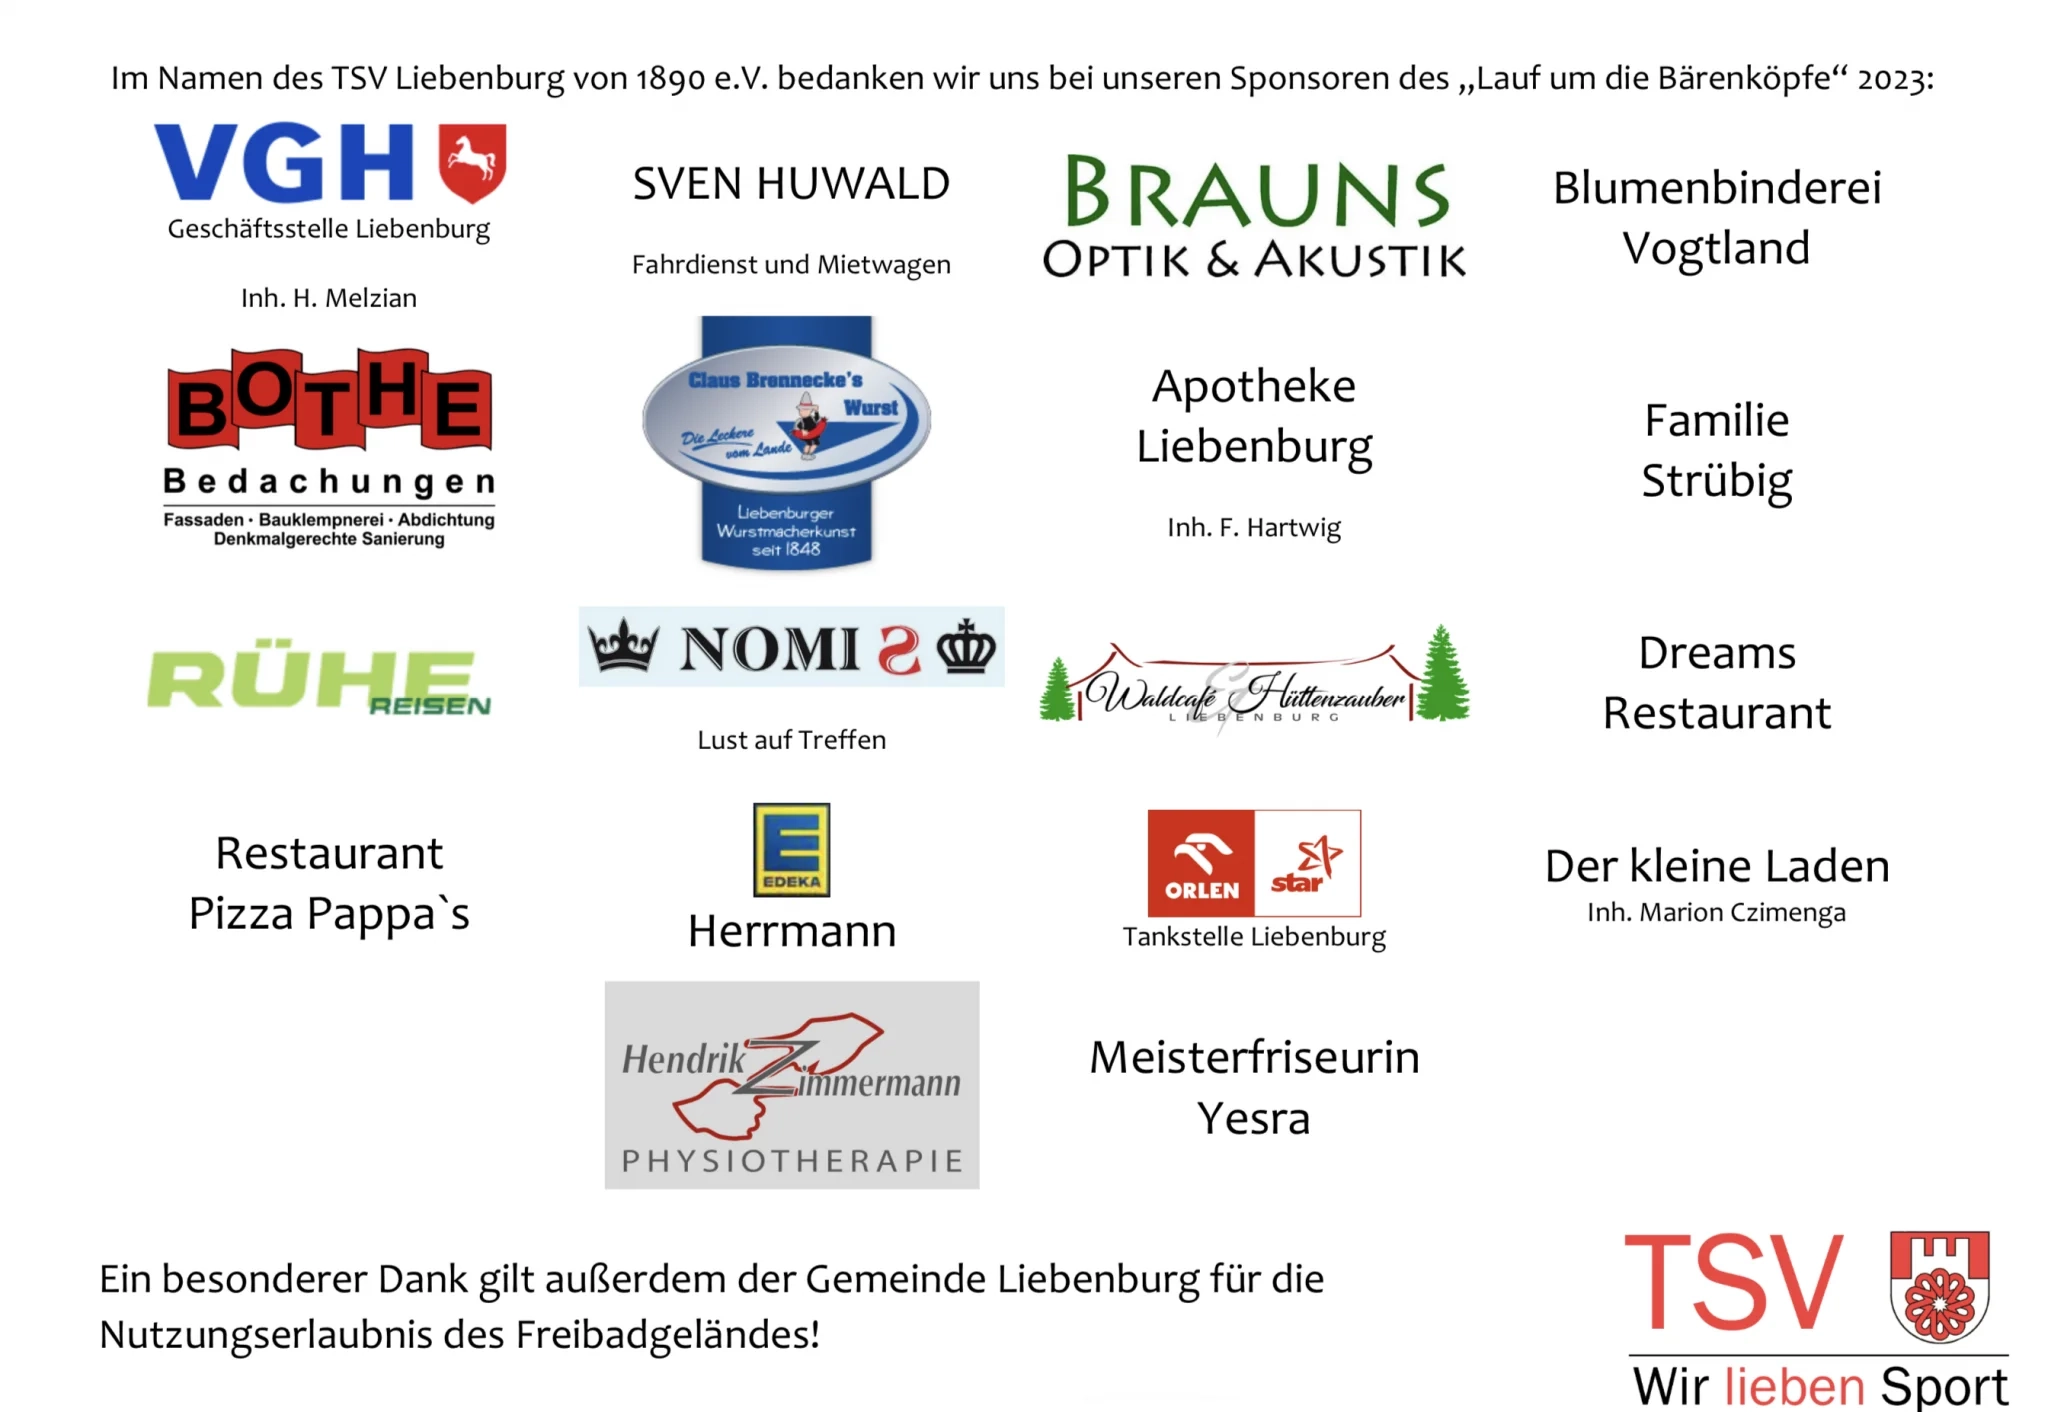 Im Namen des TSV Liebenburg von 1890 e.V. bedanken wir uns bei unseren Sponsoren des „Lauf um die Bärenköpfe“ 2023:
VGH
Geschäftsstelle Liebenburg
Inh. H. Melzian
SVEN HUWALD
Fahrdienst und Mietwagen
BRAUNS
OPTIK & AKUSTIK
Blumenbinderei
Vogtland
BOTHE
Bedachungen
Fassaden · Bauklempnerei · Abdichtung
Denkmalgerechte Sanierung
Claus Brennecke's
Wurst
Die Leckere
vom Lande
Liebenburger
Wurstmacherkunst
seit 1848
Apotheke
Liebenburg
Inh. F. Hartwig
Familie
Strübig
RÜHE
REISEN
NOMIS
Lust auf Treffen
Waldcafé & Hüttenzauber
LIEBENBURG
Dreams
Restaurant
Restaurant
Pizza Pappa`s
E
EDEKA
Herrmann
ORLEN
star
Tankstelle Liebenburg
Der kleine Laden
Inh. Marion Czimenga
Hendrik Zimmermann
PHYSIOTHERAPIE
Meisterfriseurin
Yesra
Ein besonderer Dank gilt außerdem der Gemeinde Liebenburg für die
Nutzungserlaubnis des Freibadgeländes!
TSV
Wir lieben Sport